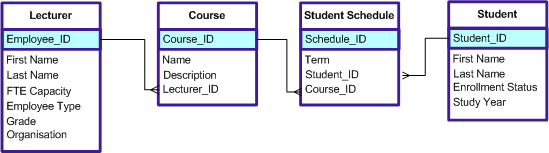 Lecturer
Employee_ID
First Name
Last Name
FTE Capacity
Employee Type
Grade
Organisation
Course
Course_ID
Name
Description
Lecturer_ID
Student Schedule
Schedule_ID
Term
Student_ID
Course_ID
Student
Student_ID
First Name
Last Name
Enrollment Status
Study Year